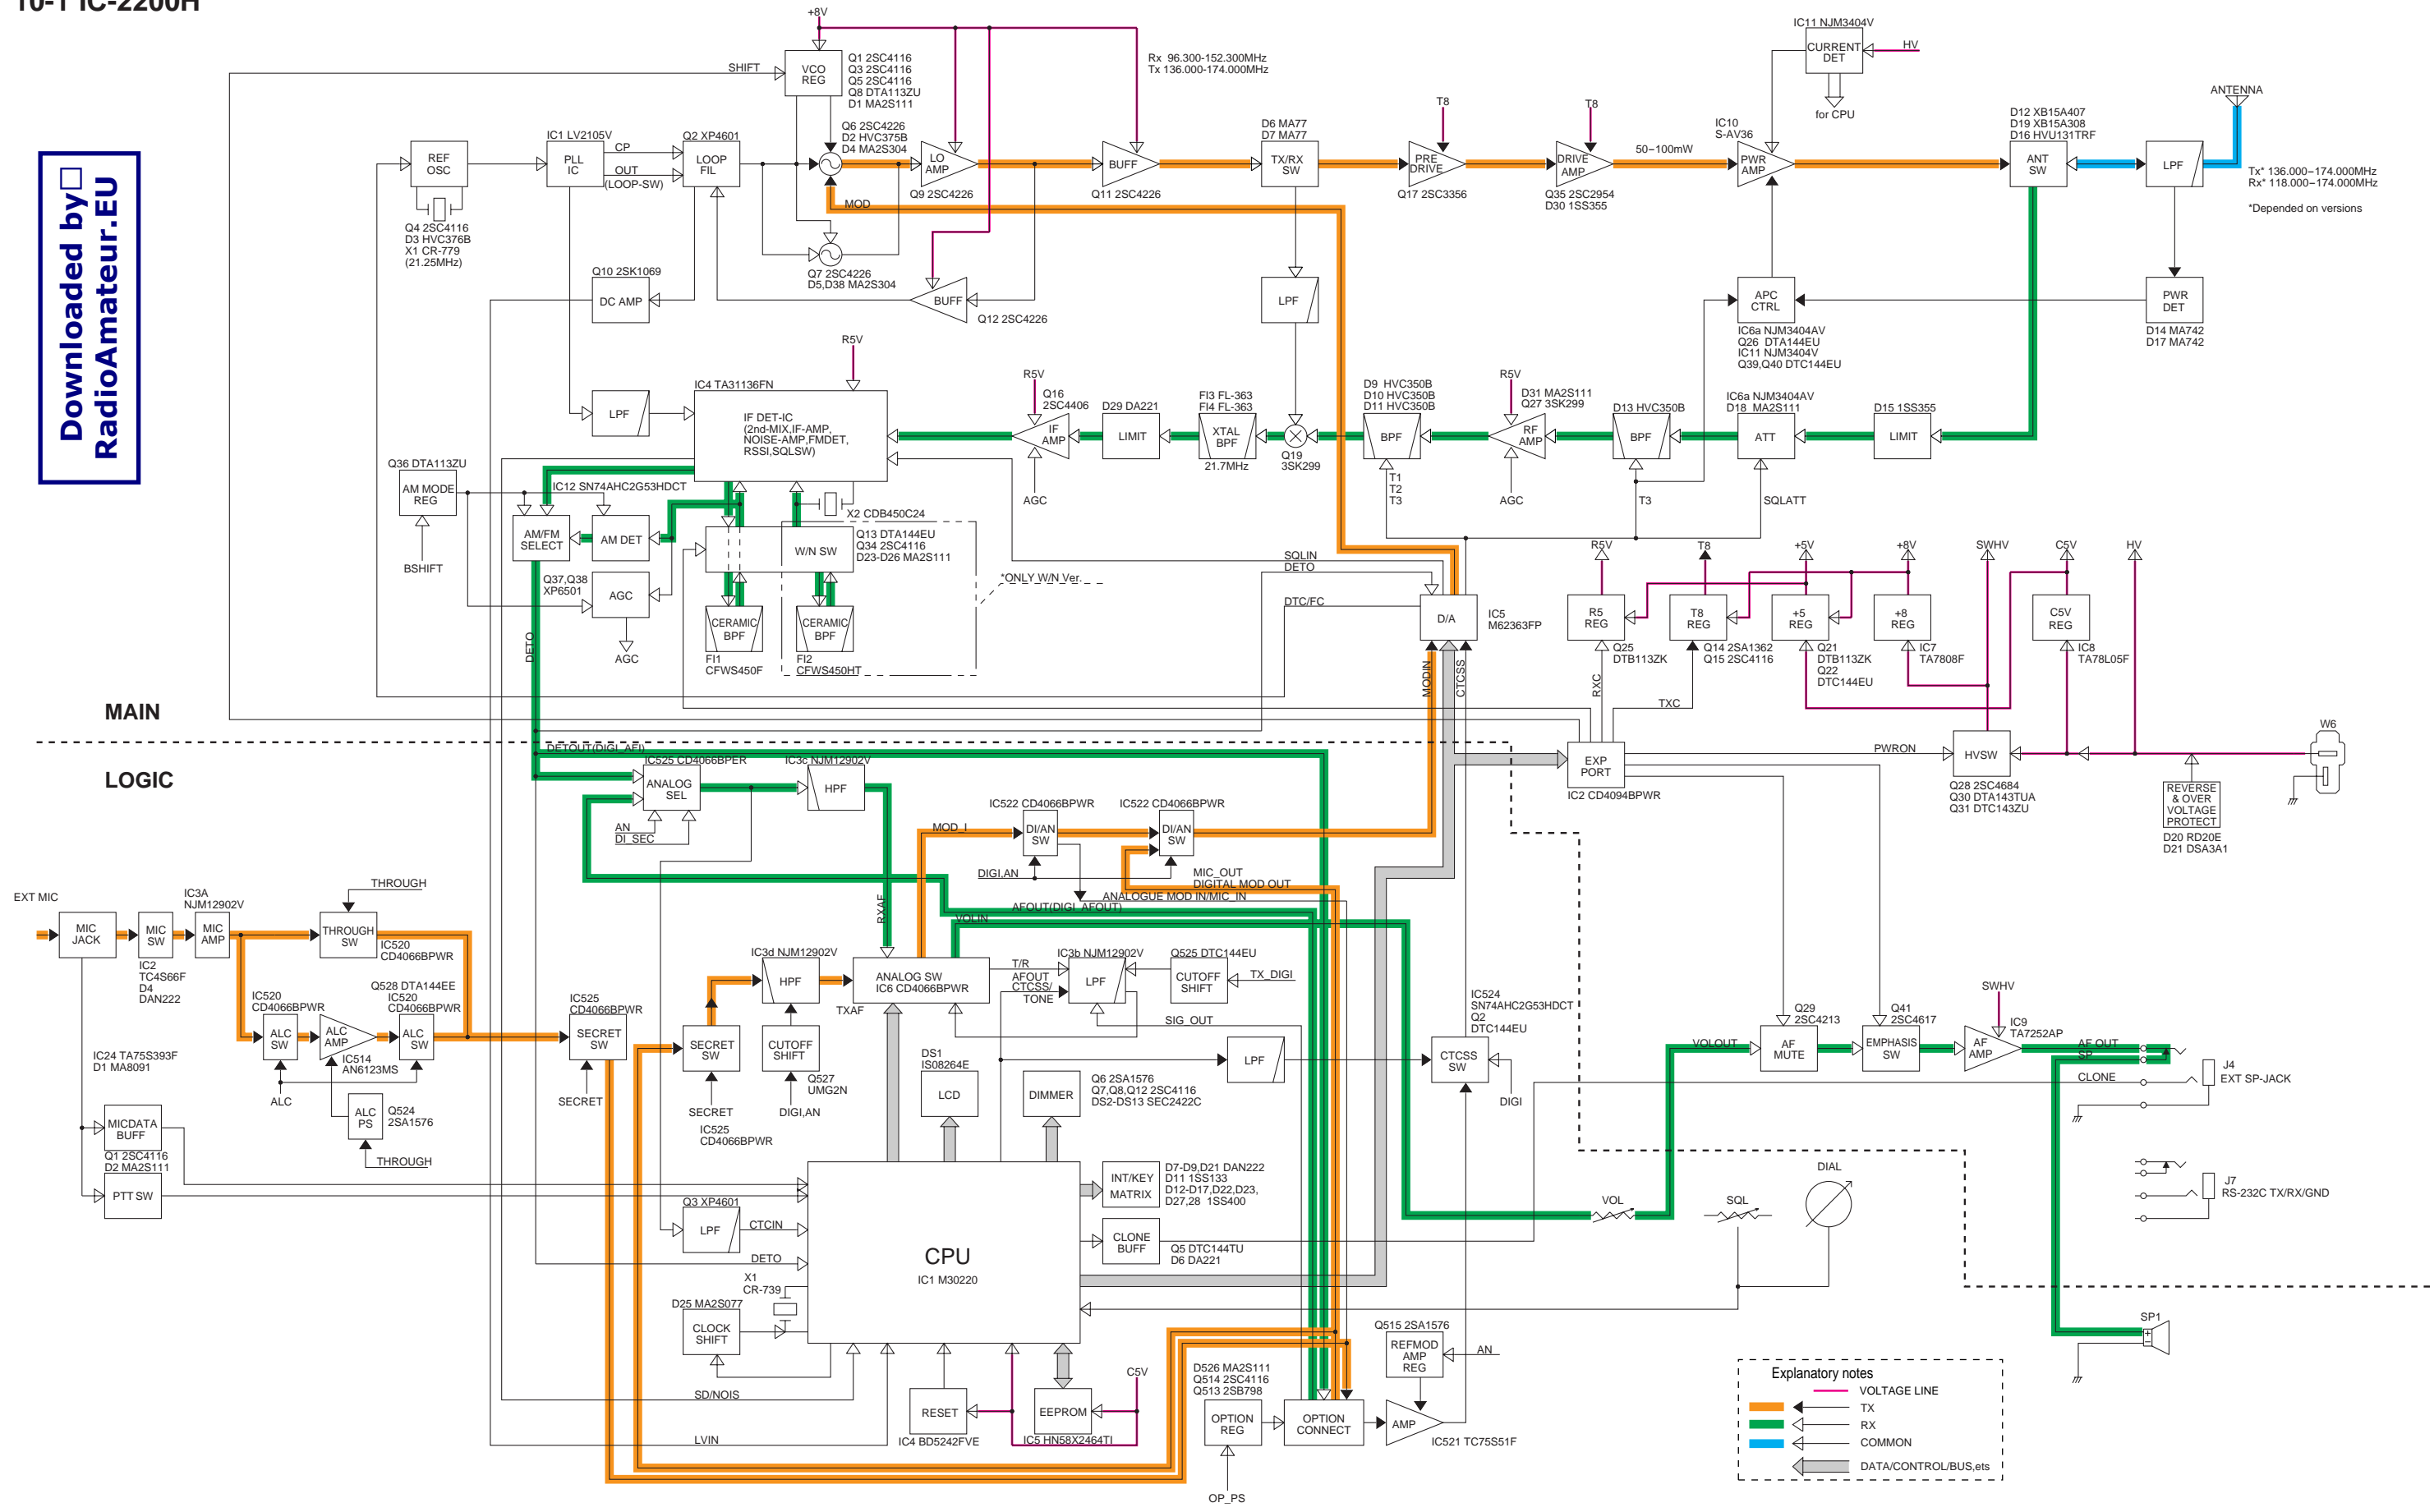 10-1 IC-2200H
Downloaded by□
RadioAmateur.EU
+8V
SHIFT
VCO
REG
Q1 2SC4116
Q3 2SC4116
Q5 2SC4116
Q8 DTA113ZU
D1 MA2S111
Rx 96.300-152.300MHz
Tx 136.000-174.000MHz
IC11 NJM3404V
CURRENT
DET
HV
for CPU
REF
OSC
Q4 2SC4116
D3 HVC376B
X1 CR-779
(21.25MHz)
IC1 LV2105V
PLL
IC
CP
OUT
(LOOP-SW)
Q2 XP4601
LOOP
FIL
Q6 2SC4226
D2 HVC375B
D4 MA2S304
MOD
LO
AMP
Q9 2SC4226
BUFF
Q11 2SC4226
D6 MA77
D7 MA77
TX/RX
SW
T8
PRE
DRIVE
Q17 2SC3356
T8
DRIVE
AMP
Q35 2SC2954
D30 1SS355
50–100mW
IC10
S-AV36
PWR
AMP
D12 XB15A407
D19 XB15A308
D16 HVU131TRF
ANT
SW
LPF
ANTENNA
Tx* 136.000–174.000MHz
Rx* 118.000–174.000MHz
*Depended on versions
Q7 2SC4226
D5,D38 MA2S304
Q10 2SK1069
DC AMP
BUFF
Q12 2SC4226
LPF
APC
CTRL
IC6a NJM3404AV
Q26 DTA144EU
IC11 NJM3404V
Q39,Q40 DTC144EU
PWR
DET
D14 MA742
D17 MA742
R5V
IC4 TA31136FN
LPF
IF DET-IC
(2nd-MIX,IF-AMP,
NOISE-AMP,FMDET,
RSSI,SQLSW)
R5V
Q16
2SC4406
IF
AMP
AGC
D29 DA221
LIMIT
FI3 FL-363
FI4 FL-363
XTAL
BPF
21.7MHz
Q19
3SK299
D9 HVC350B
D10 HVC350B
D11 HVC350B
BPF
T1
T2
T3
R5V
D31 MA2S111
Q27 3SK299
RF
AMP
AGC
D13 HVC350B
BPF
T3
IC6a NJM3404AV
D18 MA2S111
ATT
SQLATT
D15 1SS355
LIMIT
Q36 DTA113ZU
AM MODE
REG
BSHIFT
IC12 SN74AHC2G53HDCT
AM/FM
SELECT
AM DET
Q37,Q38
XP6501
AGC
AGC
X2 CDB450C24
W/N SW
Q13 DTA144EU
Q34 2SC4116
D23-D26 MA2S111
*ONLY W/N Ver.
CERAMIC
BPF
FI1
CFWS450F
CERAMIC
BPF
FI2
CFWS450HT
DETO
SQLIN
DETO
DTC/FC
D/A
IC5
M62363FP
MODIN
CTCSS
R5V
R5
REG
Q25
DTB113ZK
T8
T8
REG
Q14 2SA1362
Q15 2SC4116
+5V
+5
REG
Q21
DTB113ZK
Q22
DTC144EU
+8V
+8
REG
IC7
TA7808F
SWHV
C5V
C5V
REG
IC8
TA78L05F
HV
RXC
TXC
MAIN
LOGIC
EXP
PORT
IC2 CD4094BPWR
PWRON
HVSW
Q28 2SC4684
Q30 DTA143TUA
Q31 DTC143ZU
REVERSE
& OVER
VOLTAGE
PROTECT
D20 RD20E
D21 DSA3A1
W6
DETOUT(DIGI_AFI)
IC525 CD4066BPER
ANALOG
SEL
AN
DI_SEC
IC3c NJM12902V
HPF
IC522 CD4066BPWR
DI/AN
SW
IC522 CD4066BPWR
DI/AN
SW
MOD_I
DIGI,AN
MIC_OUT
DIGITAL MOD OUT
ANALOGUE MOD IN/MIC_IN
AFOUT(DIGI_AFOUT)
VOLIN
RXAF
EXT MIC
MIC
JACK
MIC
SW
IC2
TC4S66F
D4
DAN222
IC3A
NJM12902V
MIC
AMP
THROUGH
THROUGH
SW
IC520
CD4066BPWR
IC520
CD4066BPWR
ALC
SW
ALC
AMP
IC514
AN6123MS
Q528 DTA144EE
IC520
CD4066BPWR
ALC
SW
ALC
ALC
PS
Q524
2SA1576
THROUGH
IC24 TA75S393F
D1 MA8091
MICDATA
BUFF
Q1 2SC4116
D2 MA2S111
PTT SW
IC525
CD4066BPWR
SECRET
SW
SECRET
SECRET
SW
SECRET
IC525
CD4066BPWR
IC3d NJM12902V
HPF
CUTOFF
SHIFT
Q527
UMG2N
DIGI,AN
ANALOG SW
IC6 CD4066BPWR
TXAF
T/R
AFOUT
CTCSS/
TONE
IC3b NJM12902V
LPF
Q525 DTC144EU
CUTOFF
SHIFT
TX_DIGI
SIG_OUT
LPF
IC524
SN74AHC2G53HDCT
Q2
DTC144EU
CTCSS
SW
DIGI
DS1
IS08264E
LCD
DIMMER
Q6 2SA1576
Q7,Q8,Q12 2SC4116
DS2-DS13 SEC2422C
INT/KEY
MATRIX
D7-D9,D21 DAN222
D11 1SS133
D12-D17,D22,D23,
D27,28 1SS400
CLONE
BUFF
Q5 DTC144TU
D6 DA221
Q3 XP4601
LPF
CTCIN
DETO
X1
CR-739
D25 MA2S077
CLOCK
SHIFT
CPU
IC1 M30220
SD/NOIS
LVIN
RESET
IC4 BD5242FVE
EEPROM
IC5 HN58X2464TI
C5V
D526 MA2S111
Q514 2SC4116
Q513 2SB798
OPTION
REG
OP_PS
OPTION
CONNECT
Q515 2SA1576
REFMOD
AMP
REG
AN
AMP
IC521 TC75S51F
VOLOUT
Q29
2SC4213
AF
MUTE
Q41
2SC4617
EMPHASIS
SW
SWHV
IC9
TA7252AP
AF
AMP
AF OUT
SP
CLONE
J4
EXT SP-JACK
J7
RS-232C TX/RX/GND
VOL
SQL
DIAL
SP1
Explanatory notes
VOLTAGE LINE
TX
RX
COMMON
DATA/CONTROL/BUS,ets